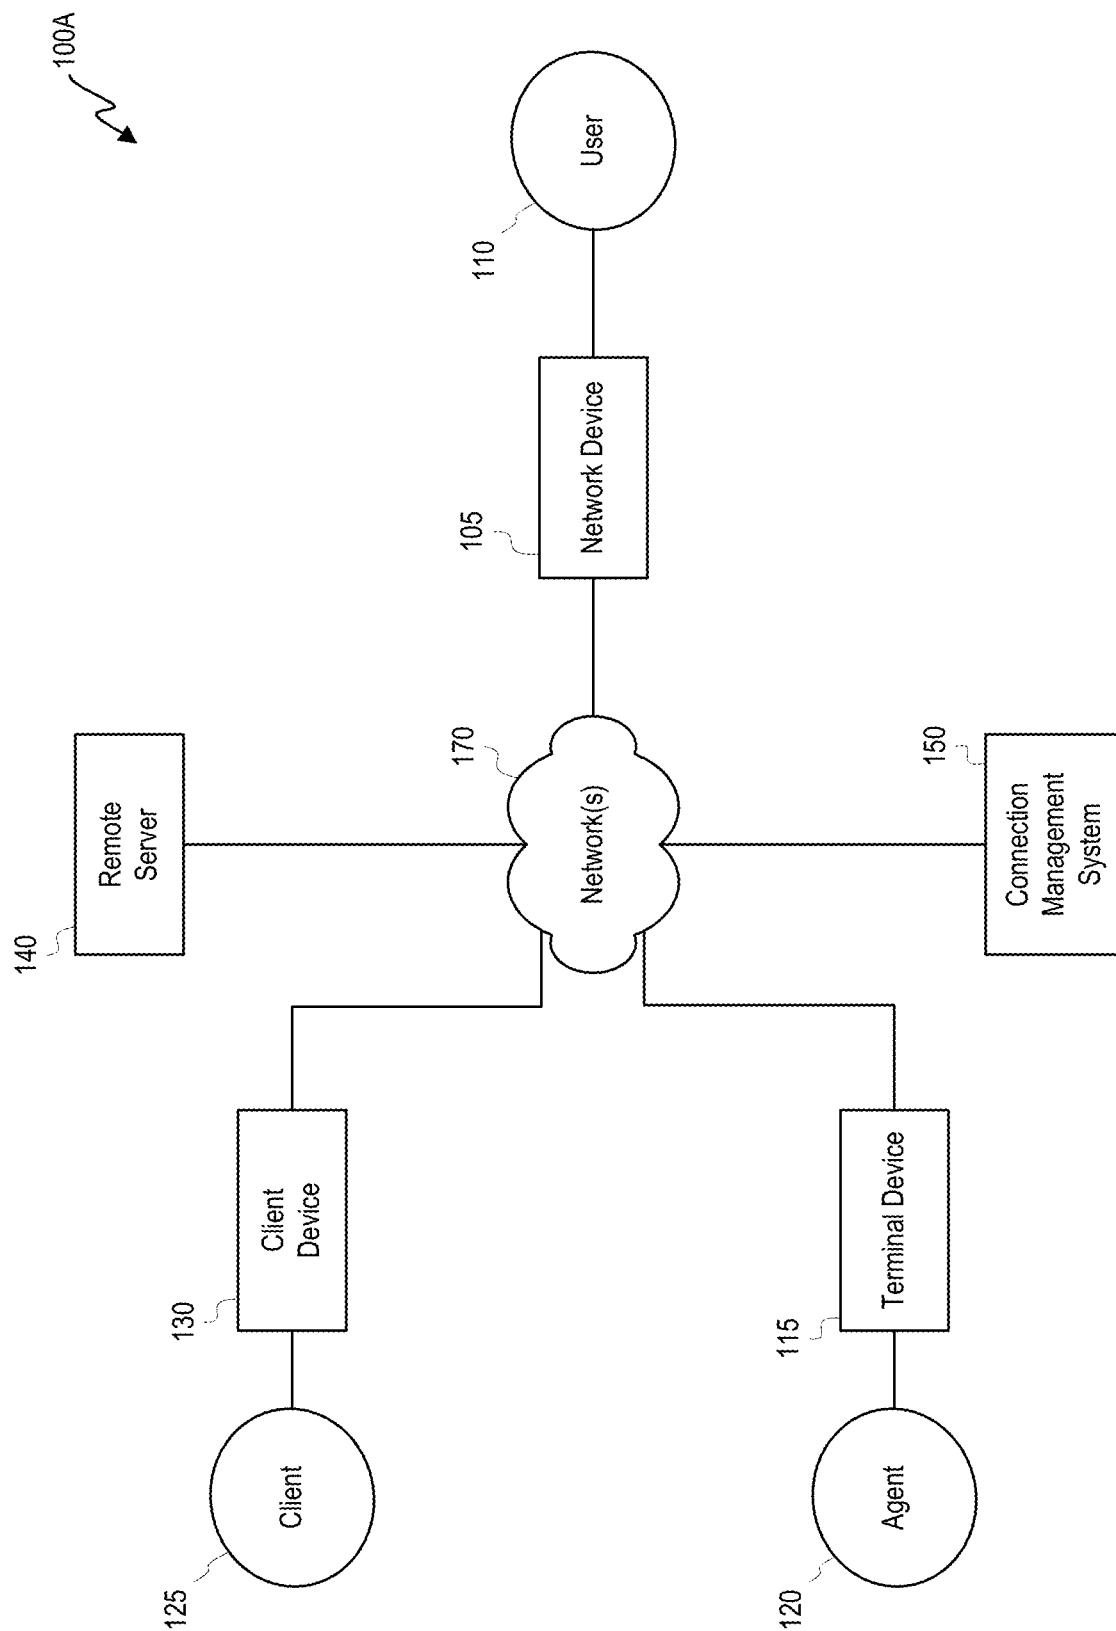 100A
125
Client
130
Client
Device
140
Remote
Server
170
Network(s)
105
Network Device
110
User
120
Agent
115
Terminal Device
150
Connection
Management
System